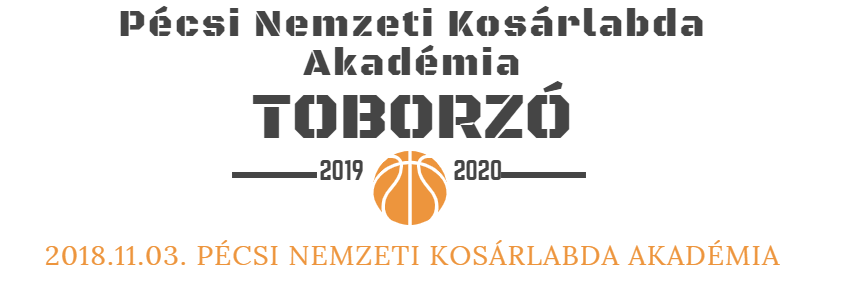 Pécsi Nemzeti Kosárlabda
Akadémia
TOBORZÓ
2019 2020
2018.11.03. PÉCSI NEMZETI KOSÁRLABDA AKADÉMIA